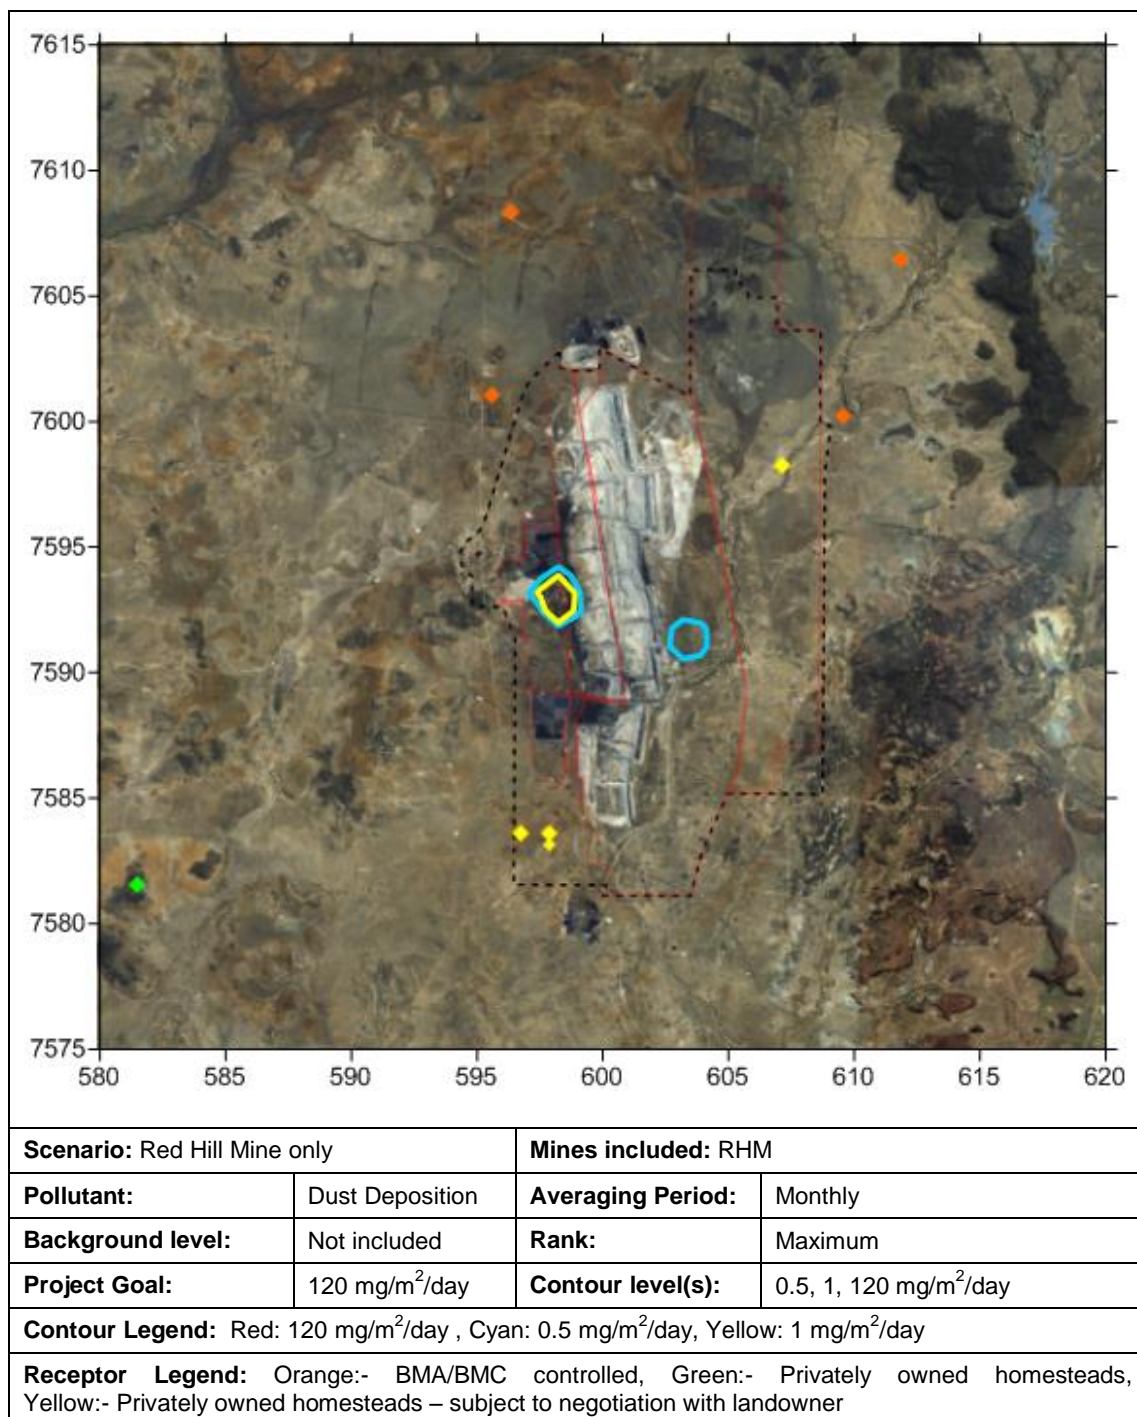 7615
7610
7605
7600
7595
7590
7585
7580
7575
580 585 590 595 600 605 610 615 620
Scenario: Red Hill Mine only Mines included: RHM
Pollutant: Dust Deposition Averaging Period: Monthly
Background level: Not included Rank: Maximum
Project Goal: 120 mg/m²/day Contour level(s): 0.5, 1, 120 mg/m²/day
Contour Legend: Red: 120 mg/m²/day , Cyan: 0.5 mg/m²/day, Yellow: 1 mg/m²/day
Receptor Legend: Orange:- BMA/BMC controlled, Green:- Privately owned homesteads,
Yellow:- Privately owned homesteads – subject to negotiation with landowner